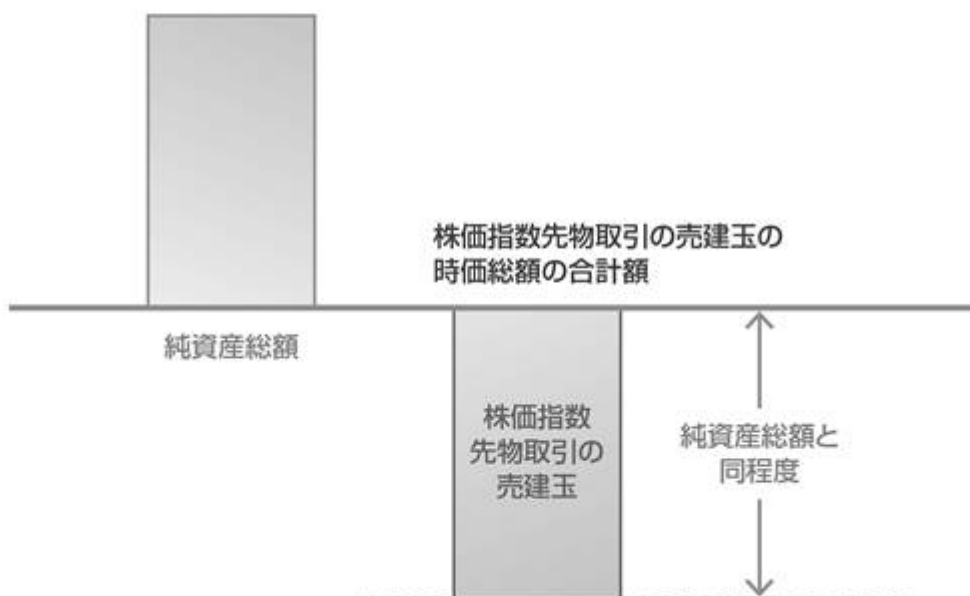 株価指数先物取引の売建玉の
時価総額の合計額
純資産総額
株価指数
先物取引の
売建玉
純資産総額と
同程度